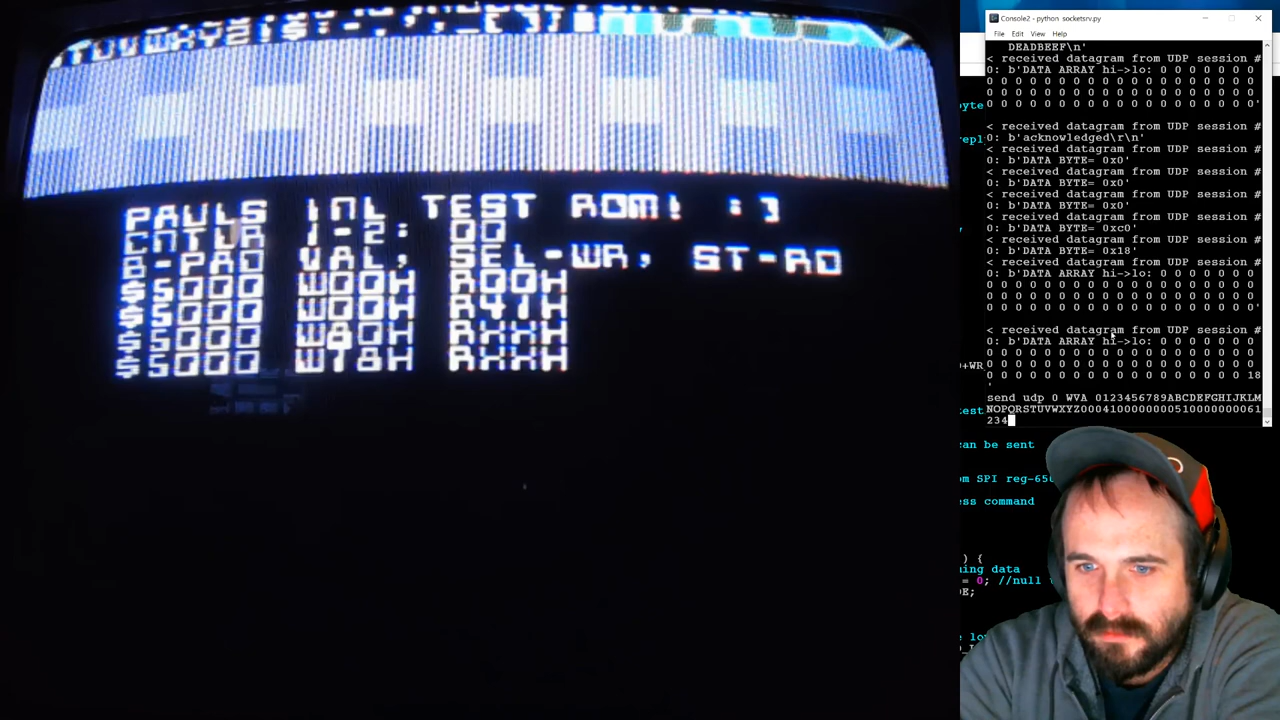 TUVWXYZ!$
PAULS INL TEST ROM! :]
CNTLR 1-2: 00
B-PAD VAL, SEL-WR, ST-RD
$5000 W00H R00H
$5000 W00H R47H
$5000 W80H RXXH
$5000 W78H RXXH
Console2 - python socketsrv.py
File Edit View Help
DEADBEEF\n'
< received datagram from UDP session #
0: b'DATA ARRAY hi->lo: 0 0 0 0 0 0 0
0 0 0 0 0 0 0 0 0 0 0 0 0 0 0 0 0 0
0 0 0 0 0 0 0 0 0 0 0 0 0 0 0 0 0 0
0 0 0 0 0 0 0 0 0 0 0 0 0 0 0 0 0 0'
< received datagram from UDP session #
0: b'acknowledged\r\n'
< received datagram from UDP session #
0: b'DATA BYTE= 0x0'
< received datagram from UDP session #
0: b'DATA BYTE= 0x0'
< received datagram from UDP session #
0: b'DATA BYTE= 0x0'
< received datagram from UDP session #
0: b'DATA BYTE= 0xc0'
< received datagram from UDP session #
0: b'DATA BYTE= 0x18'
< received datagram from UDP session #
0: b'DATA ARRAY hi->lo: 0 0 0 0 0 0 0
0 0 0 0 0 0 0 0 0 0 0 0 0 0 0 0 0 0
0 0 0 0 0 0 0 0 0 0 0 0 0 0 0 0 0 0
0 0 0 0 0 0 0 0 0 0 0 0 0 0 0 0 0 0'
< received datagram from UDP session #
0: b'DATA ARRAY hi->lo: 0 0 0 0 0 0 0
0 0 0 0 0 0 0 0 0 0 0 0 0 0 0 0 0 0
0 0 0 0 0 0 0 0 0 0 0 0 0 0 0 0 0 0
0 0 0 0 0 0 0 0 0 0 0 0 0 0 0 0 0 18
'
send udp 0 WVA 0123456789ABCDEFGHIJKLM
NOPQRSTUVWXYZ000410000000051000000061
234
byte
reply
0+WR
test
can be sent
om SPI reg-650
ess command
) {
ning data
= 0; //null
DE;
e lo